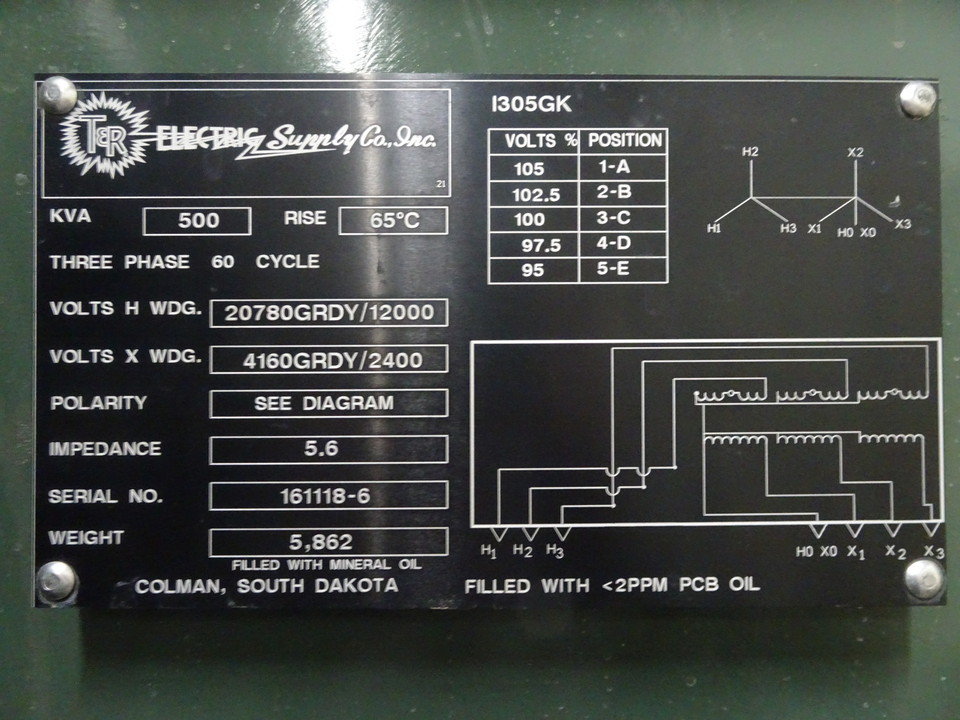 T&R ELECTRIC Supply Co., Inc.
21
KVA 500 RISE 65°C
THREE PHASE 60 CYCLE
VOLTS H WDG. 20780GRDY/12000
VOLTS X WDG. 4160GRDY/2400
POLARITY SEE DIAGRAM
IMPEDANCE 5.6
SERIAL NO. 161118-6
WEIGHT 5,862
FILLED WITH MINERAL OIL
COLMAN, SOUTH DAKOTA
I305GK
VOLTS % POSITION
105 1-A
102.5 2-B
100 3-C
97.5 4-D
95 5-E
H2 X2
H1 H3 X1 H0 X0 X3
H1 H2 H3 H0 X0 X1 X2 X3
FILLED WITH <2PPM PCB OIL